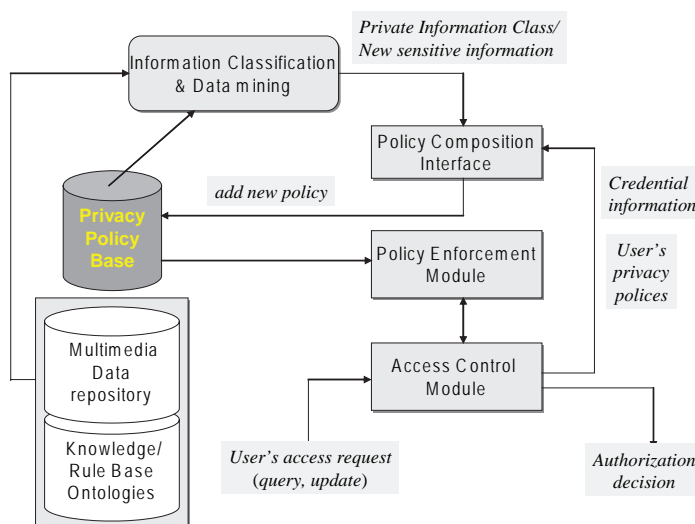 Private Information Class/
New sensitive information
Information Classification
& Data mining
Policy Composition
Interface
add new policy
Credential
information
Privacy
Policy
Base
User's
privacy
polices
Policy Enforcement
Module
Multimedia
Data
repository
Access Control
Module
Knowledge/
Rule Base
Ontologies
User's access request
(query, update)
Authorization
decision